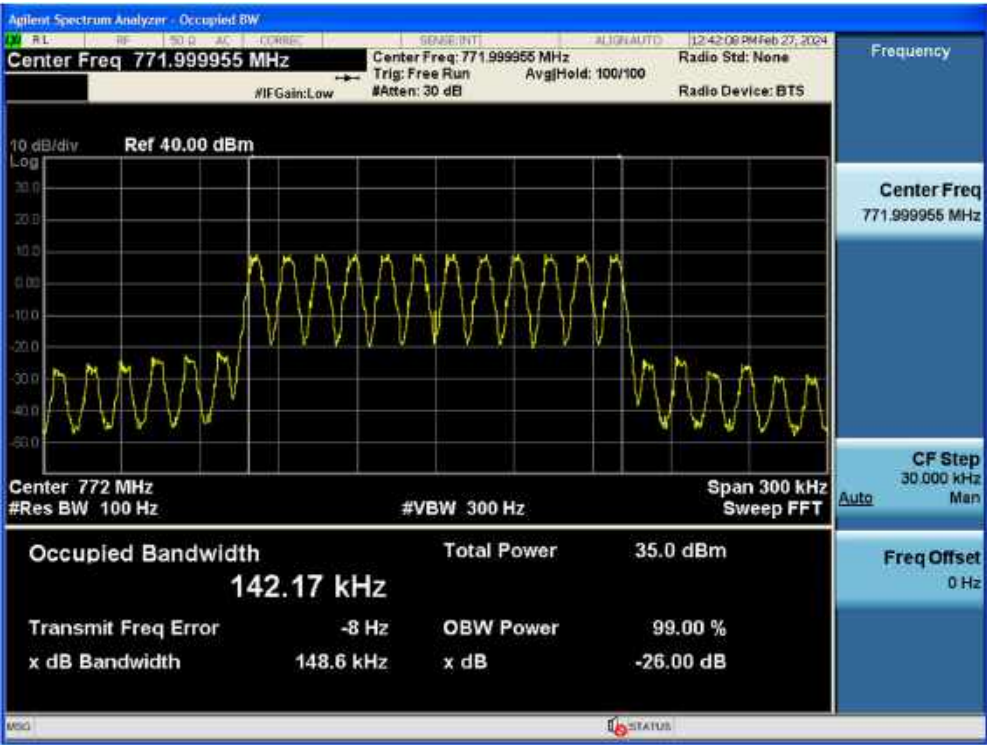 Agilent Spectrum Analyzer - Occupied BW
RL RF 50 Ω AC CORREC SENSE:INT ALIGN AUTO 12:42:08 PM Feb 27, 2024
Center Freq 771.999955 MHz
Center Freq: 771.999955 MHz
Radio Std: None
Trig: Free Run Avg|Hold: 100/100
#IFGain:Low
#Atten: 30 dB
Radio Device: BTS
10 dB/div Ref 40.00 dBm
Log
30.0
20.0
10.0
0.00
-10.0
-20.0
-30.0
-40.0
-50.0
Center 772 MHz
Span 300 kHz
#Res BW 100 Hz
#VBW 300 Hz
Sweep FFT
Occupied Bandwidth
142.17 kHz
Total Power 35.0 dBm
Transmit Freq Error -8 Hz
OBW Power 99.00 %
x dB Bandwidth 148.6 kHz
x dB -26.00 dB
MSG
STATUS
Frequency
Center Freq
771.999955 MHz
CF Step
30.000 kHz
Auto Man
Freq Offset
0 Hz